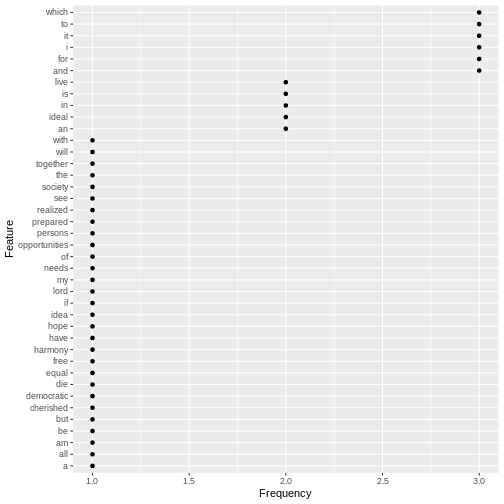 which
to
it
i
for
and
live
is
in
ideal
an
with
will
together
the
society
see
realized
prepared
persons
opportunities
of
needs
my
lord
if
idea
hope
have
harmony
free
equal
die
democratic
cherished
but
be
am
all
a
Feature
1.0 1.5 2.0 2.5 3.0
Frequency